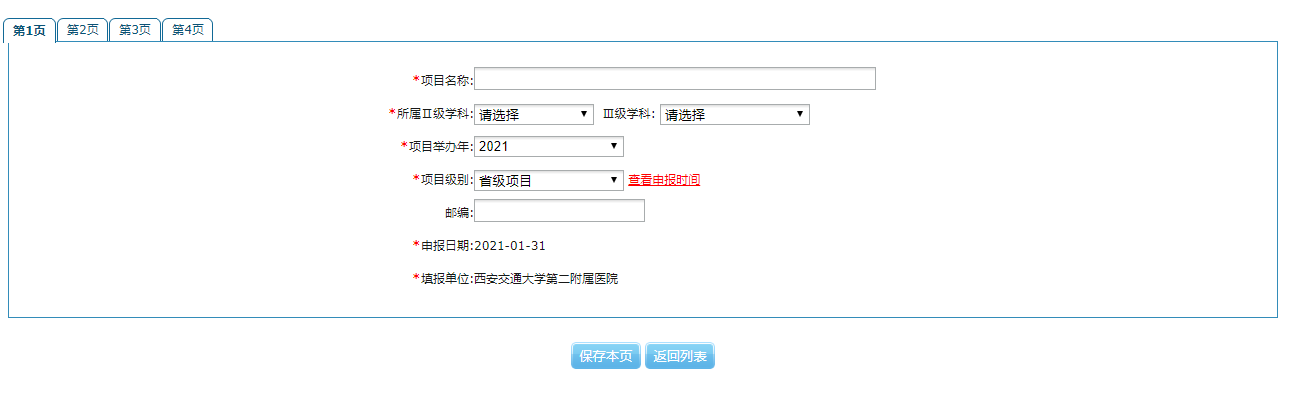 第1页 第2页 第3页 第4页
*项目名称:
*所属Ⅱ级学科: 请选择 Ⅲ级学科: 请选择
*项目举办年: 2021
*项目级别: 省级项目 查看申报时间
邮编:
*申报日期:2021-01-31
*填报单位:西安交通大学第二附属医院
保存本页 返回列表